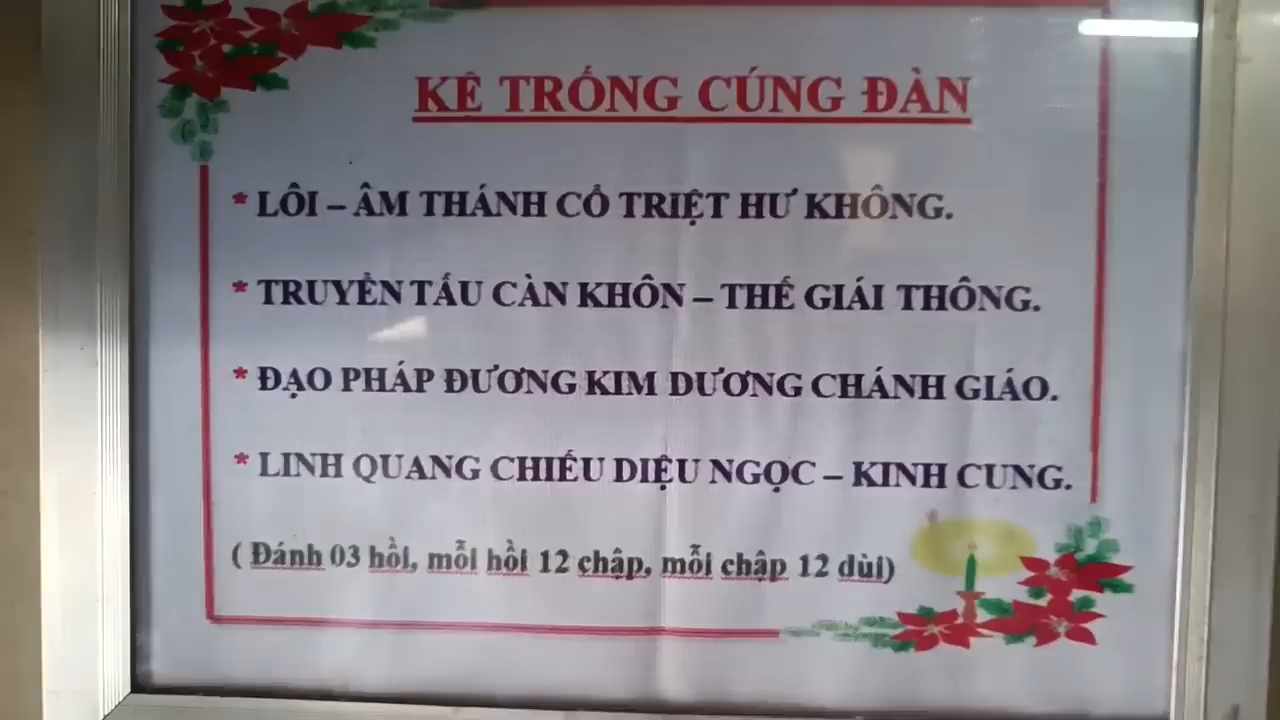 KÊ TRỐNG CÚNG ĐÀN
* LÔI – ÂM THÁNH CỔ TRIỆT HƯ KHÔNG.
* TRUYỀN TẤU CÀN KHÔN – THẾ GIÁI THÔNG.
* ĐẠO PHÁP ĐƯƠNG KIM DƯƠNG CHÁNH GIÁO.
* LINH QUANG CHIẾU DIỆU NGỌC – KINH CUNG.
( Đánh 03 hồi, mỗi hồi 12 chập, mỗi chập 12 dùi)